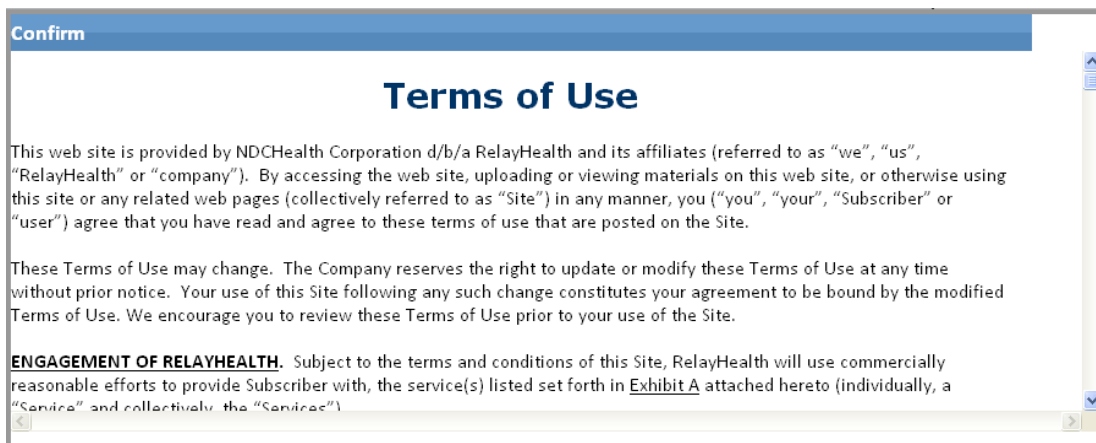 Confirm
Terms of Use
This web site is provided by NDCHealth Corporation d/b/a RelayHealth and its affiliates (referred to as “we”, “us”,
“RelayHealth” or “company”).  By accessing the web site, uploading or viewing materials on this web site, or otherwise using
this site or any related web pages (collectively referred to as “Site”) in any manner, you (“you”, “your”, “Subscriber” or
“user”) agree that you have read and agree to these terms of use that are posted on the Site.
These Terms of Use may change.  The Company reserves the right to update or modify these Terms of Use at any time
without prior notice.  Your use of this Site following any such change constitutes your agreement to be bound by the modified
Terms of Use. We encourage you to review these Terms of Use prior to your use of the Site.
ENGAGEMENT OF RELAYHEALTH.  Subject to the terms and conditions of this Site, RelayHealth will use commercially
reasonable efforts to provide Subscriber with, the service(s) listed set forth in Exhibit A attached hereto (individually, a
“Service” and collectively, the “Services”)